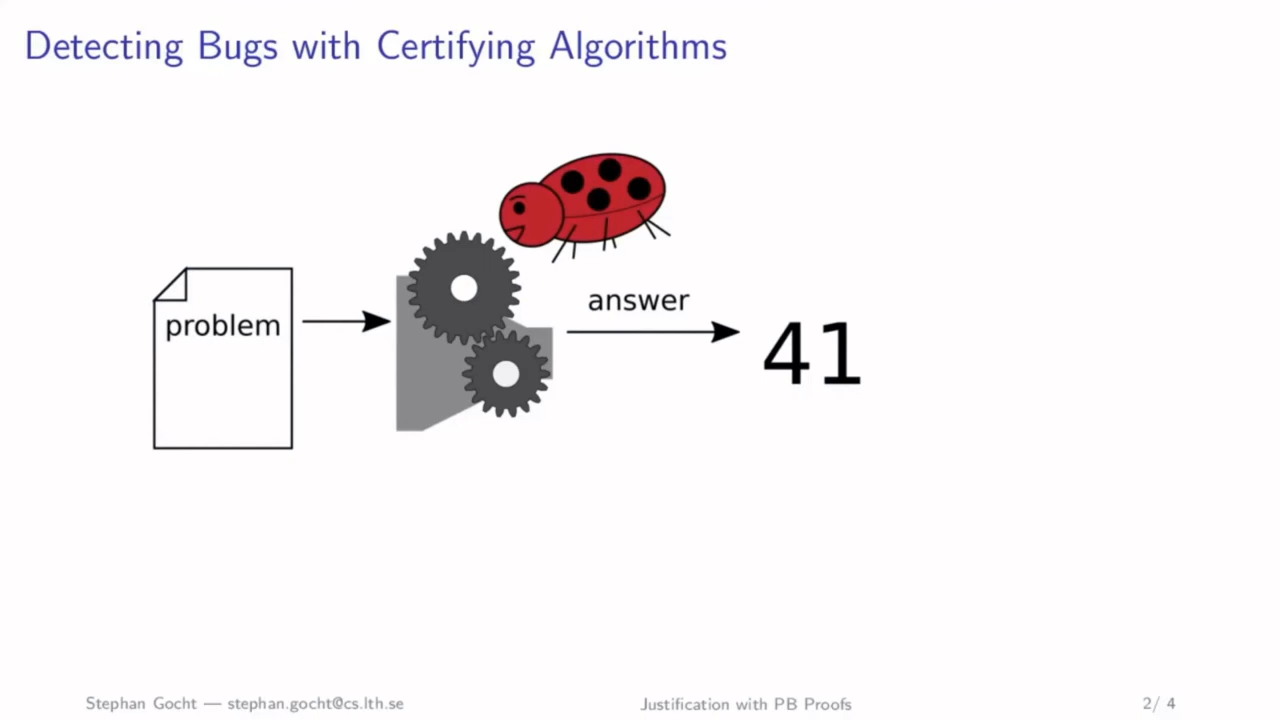 Detecting Bugs with Certifying Algorithms
problem
answer
41
Stephan Gocht — stephan.gocht@cs.lth.se
Justification with PB Proofs
2/ 4